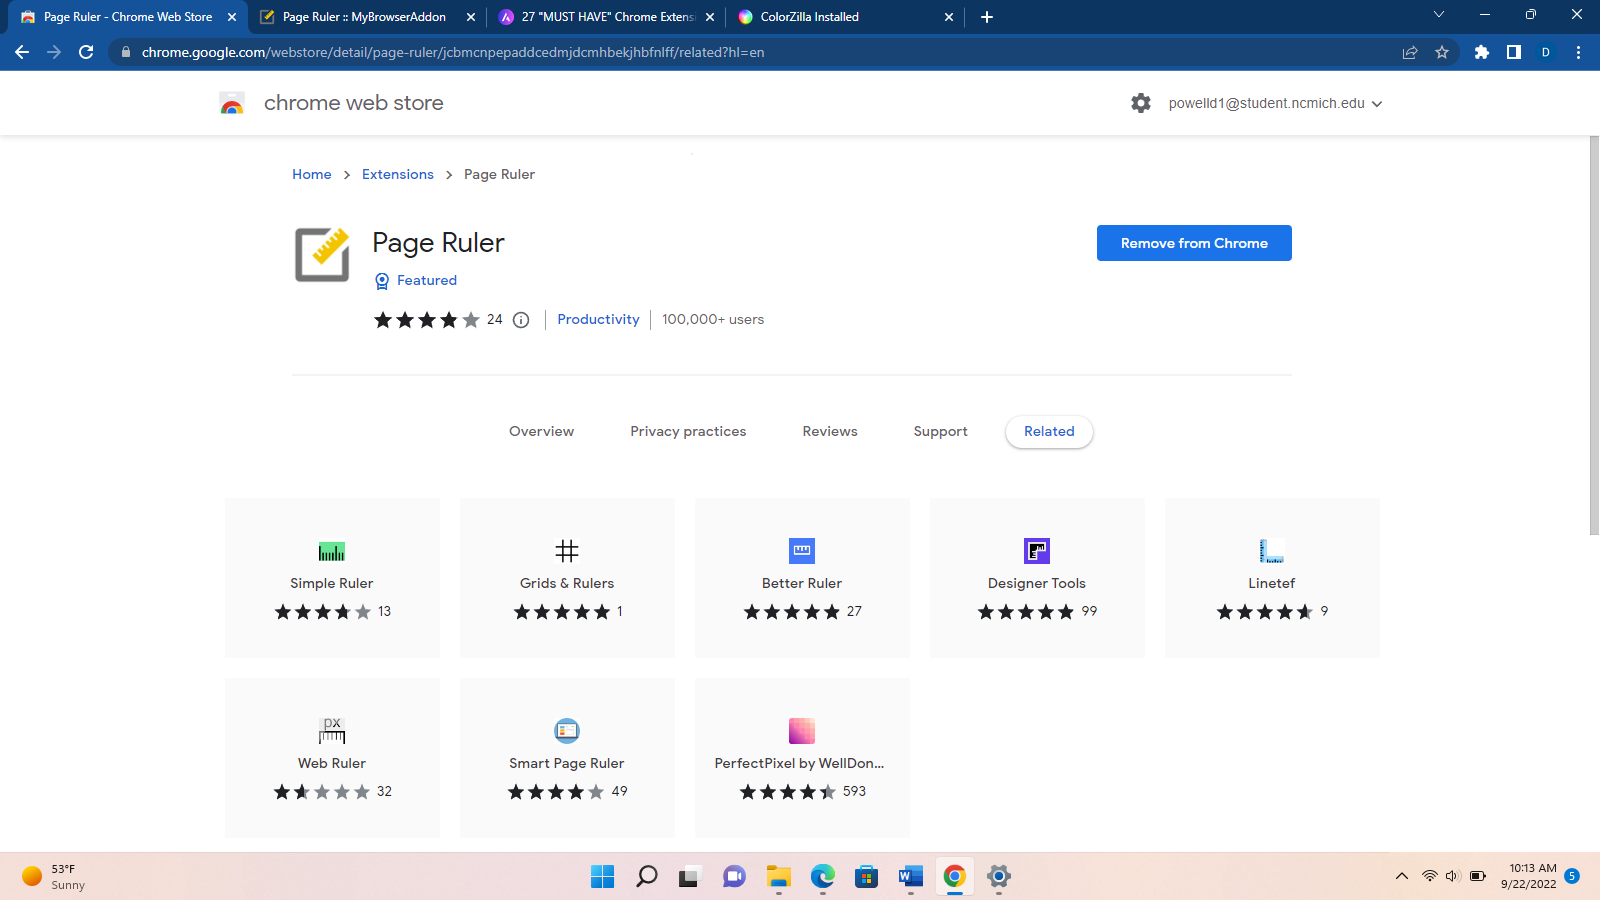 Page Ruler - Chrome Web Store
Page Ruler :: MyBrowserAddon
27 "MUST HAVE" Chrome Extensi
ColorZilla Installed
chrome.google.com/webstore/detail/page-ruler/jcbmcnpepaddcedmjdcmhbekjhbfnlff/related?hl=en
D
chrome web store
powelld1@student.ncmich.edu
Home > Extensions > Page Ruler
Page Ruler
Remove from Chrome
Featured
24
Productivity
100,000+ users
Overview
Privacy practices
Reviews
Support
Related
Simple Ruler
13
Grids & Rulers
1
Better Ruler
27
Designer Tools
99
Linetef
9
px
Web Ruler
32
Smart Page Ruler
49
PerfectPixel by WellDon...
593
53°F
Sunny
W
10:13 AM
9/22/2022
5